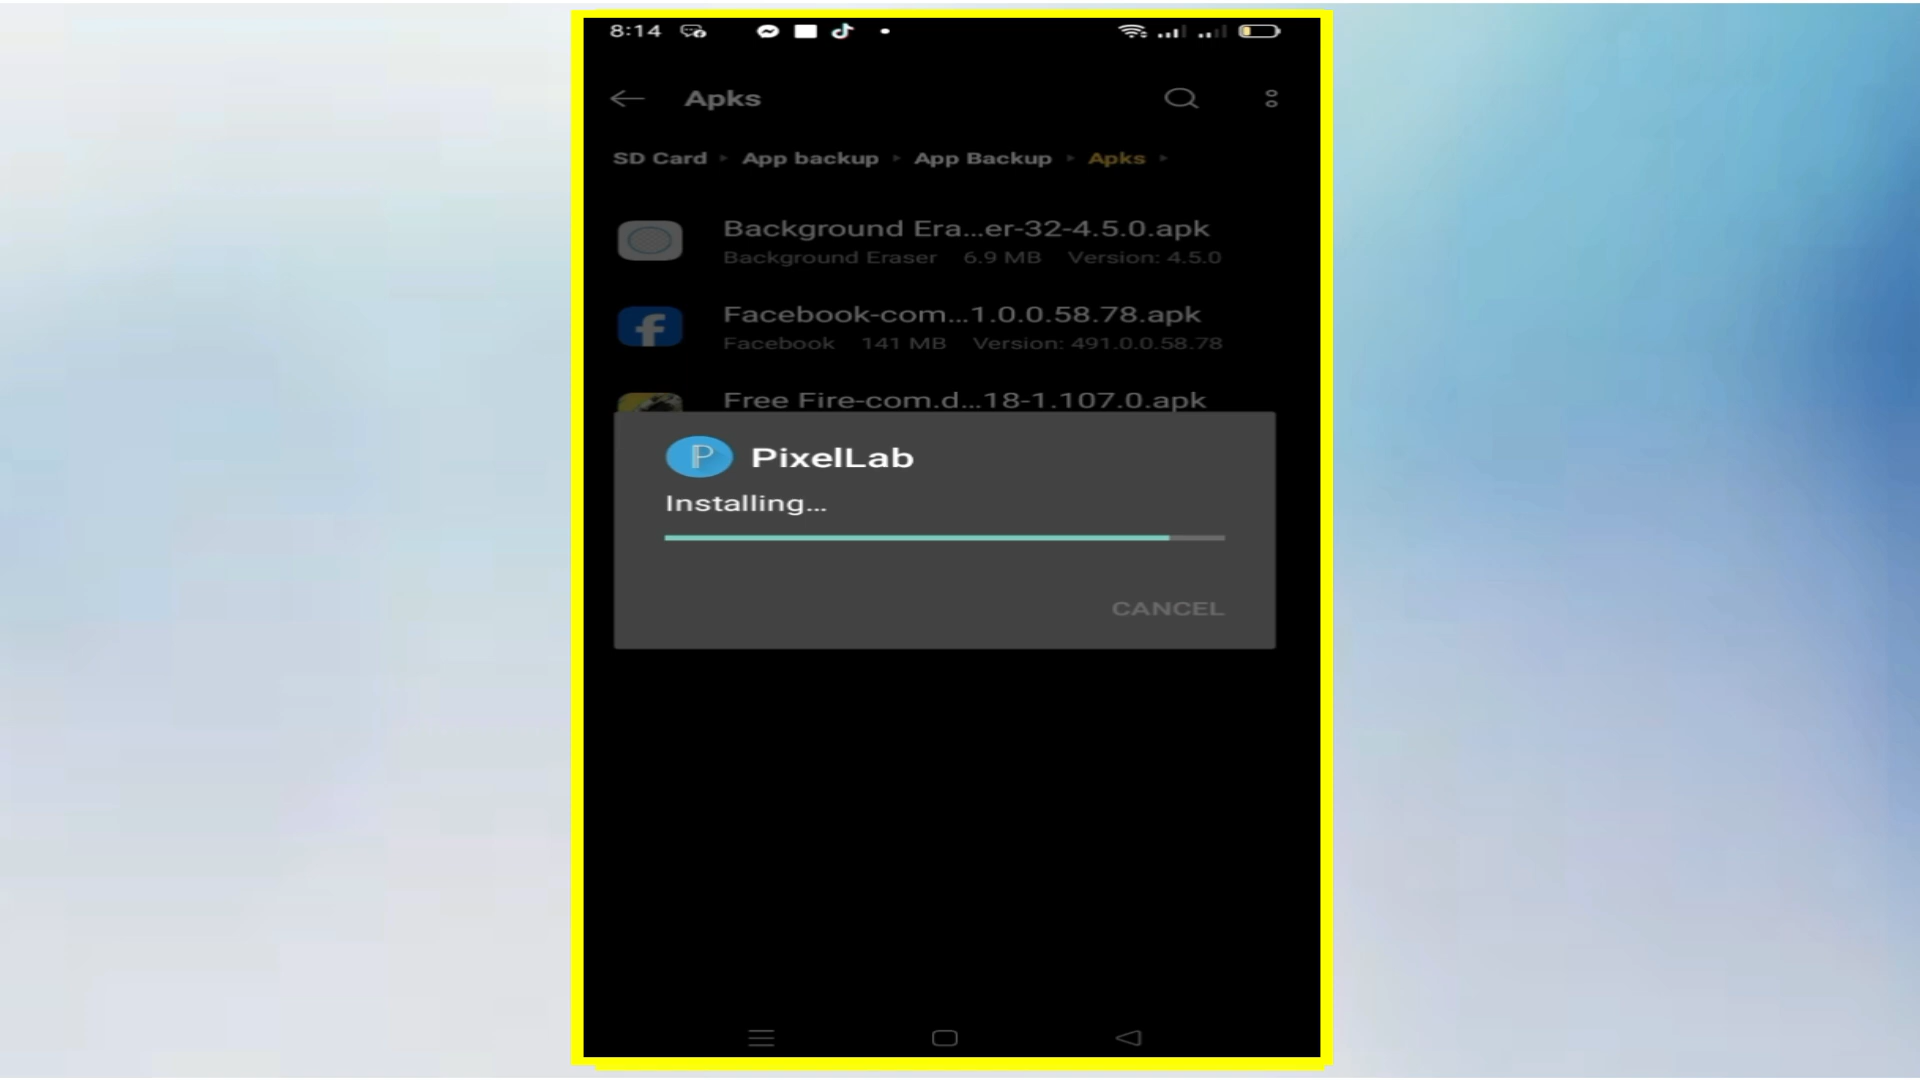 8:14
Apks
SD Card App backup App Backup Apks
Background Era...er-32-4.5.0.apk
Background Eraser 6.9 MB Version: 4.5.0
Facebook-com...1.0.0.58.78.apk
Facebook 141 MB Version: 491.0.0.58.78
Free Fire-com.d...18-1.107.0.apk
PixelLab
Installing...
CANCEL